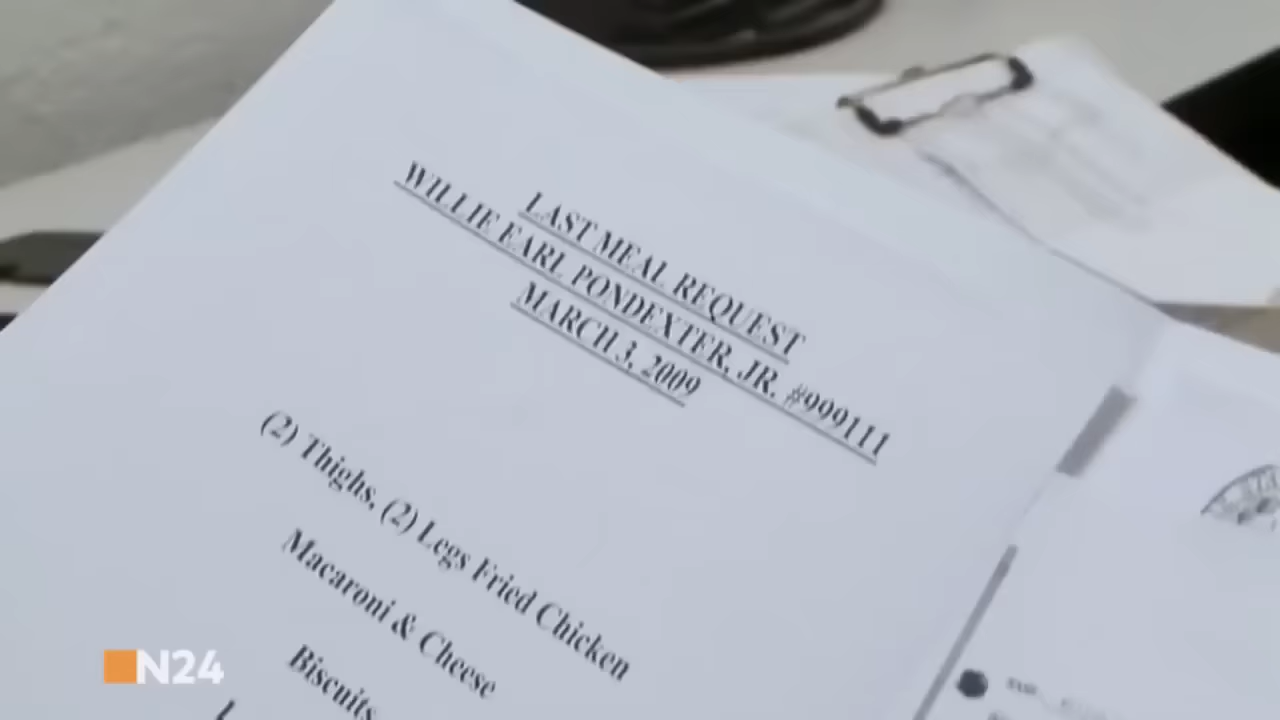 LAST MEAL REQUEST
WILLIE EARL PONDEXTER, JR. #999111
MARCH 3, 2009
(2) Thighs, (2) Legs Fried Chicken
Macaroni & Cheese
Biscuits
N24